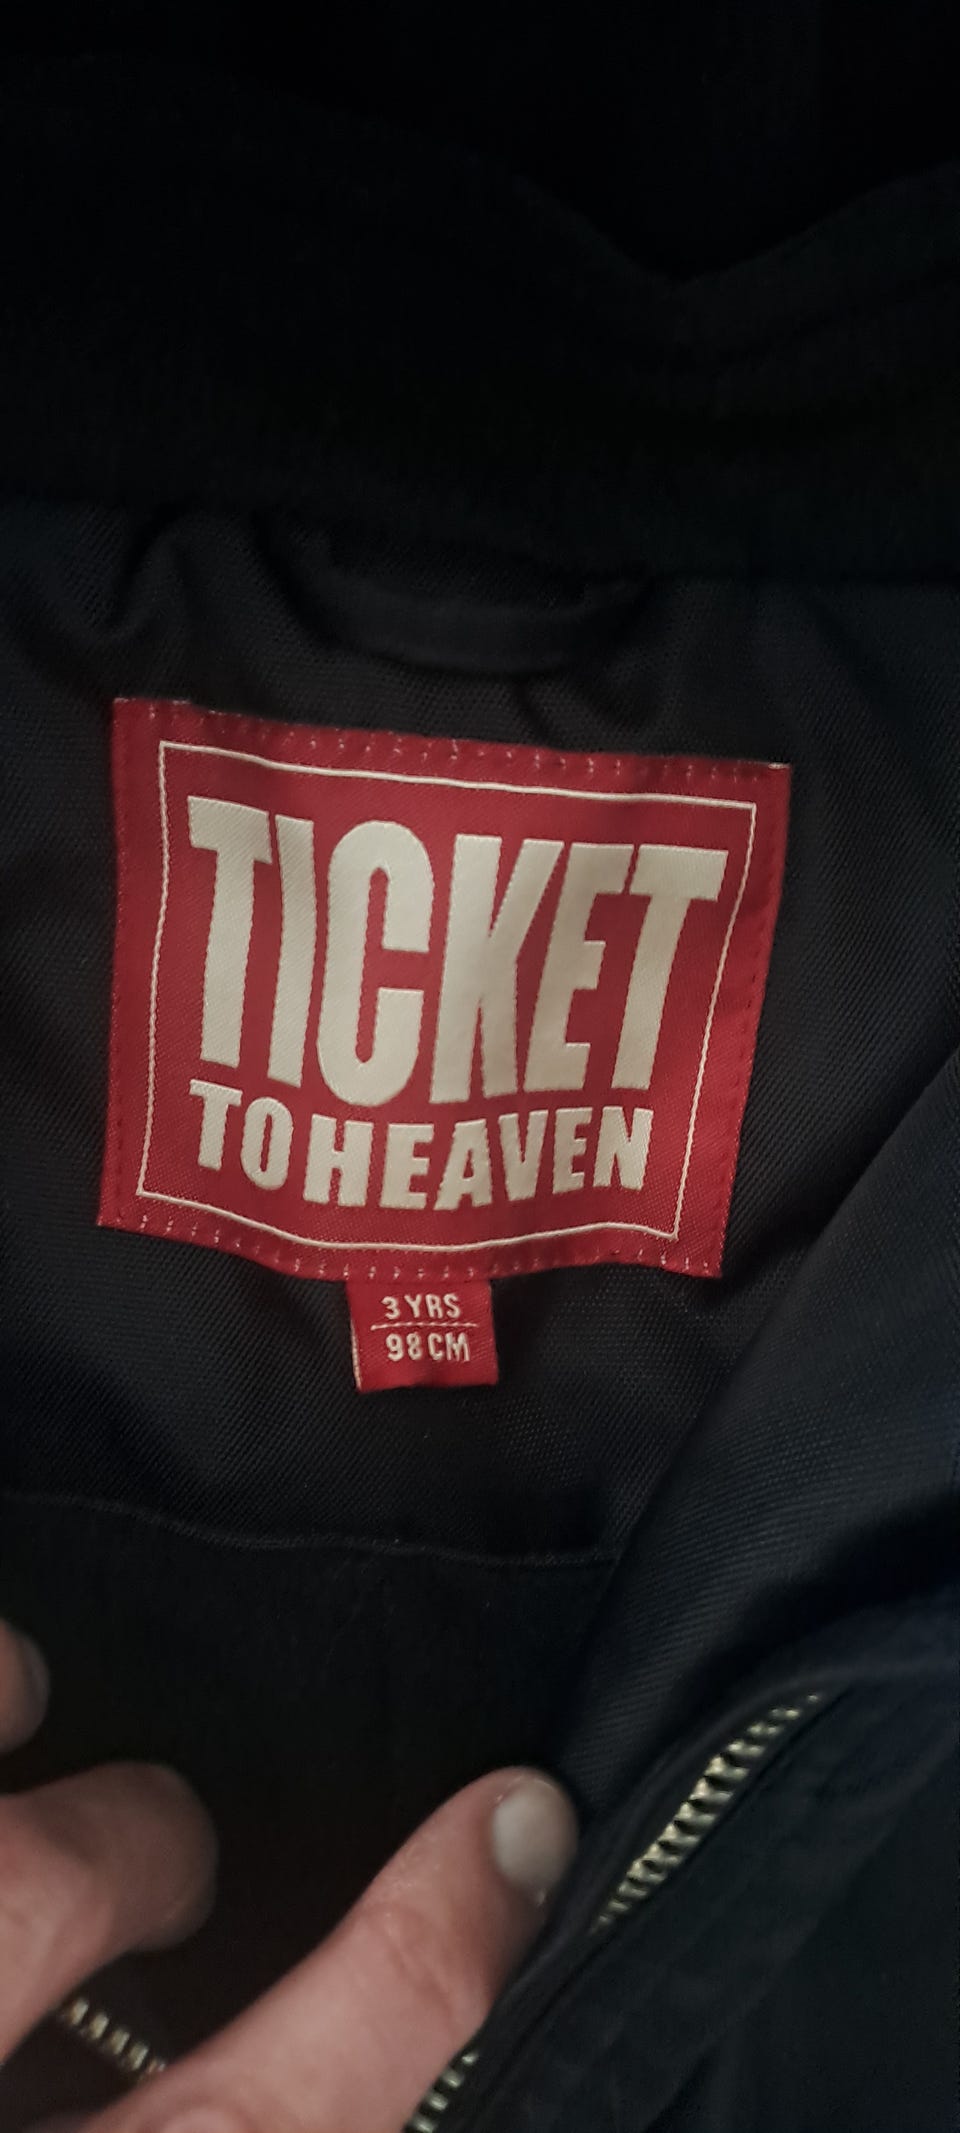 TICKET
TO HEAVEN
3 YRS
98 CM